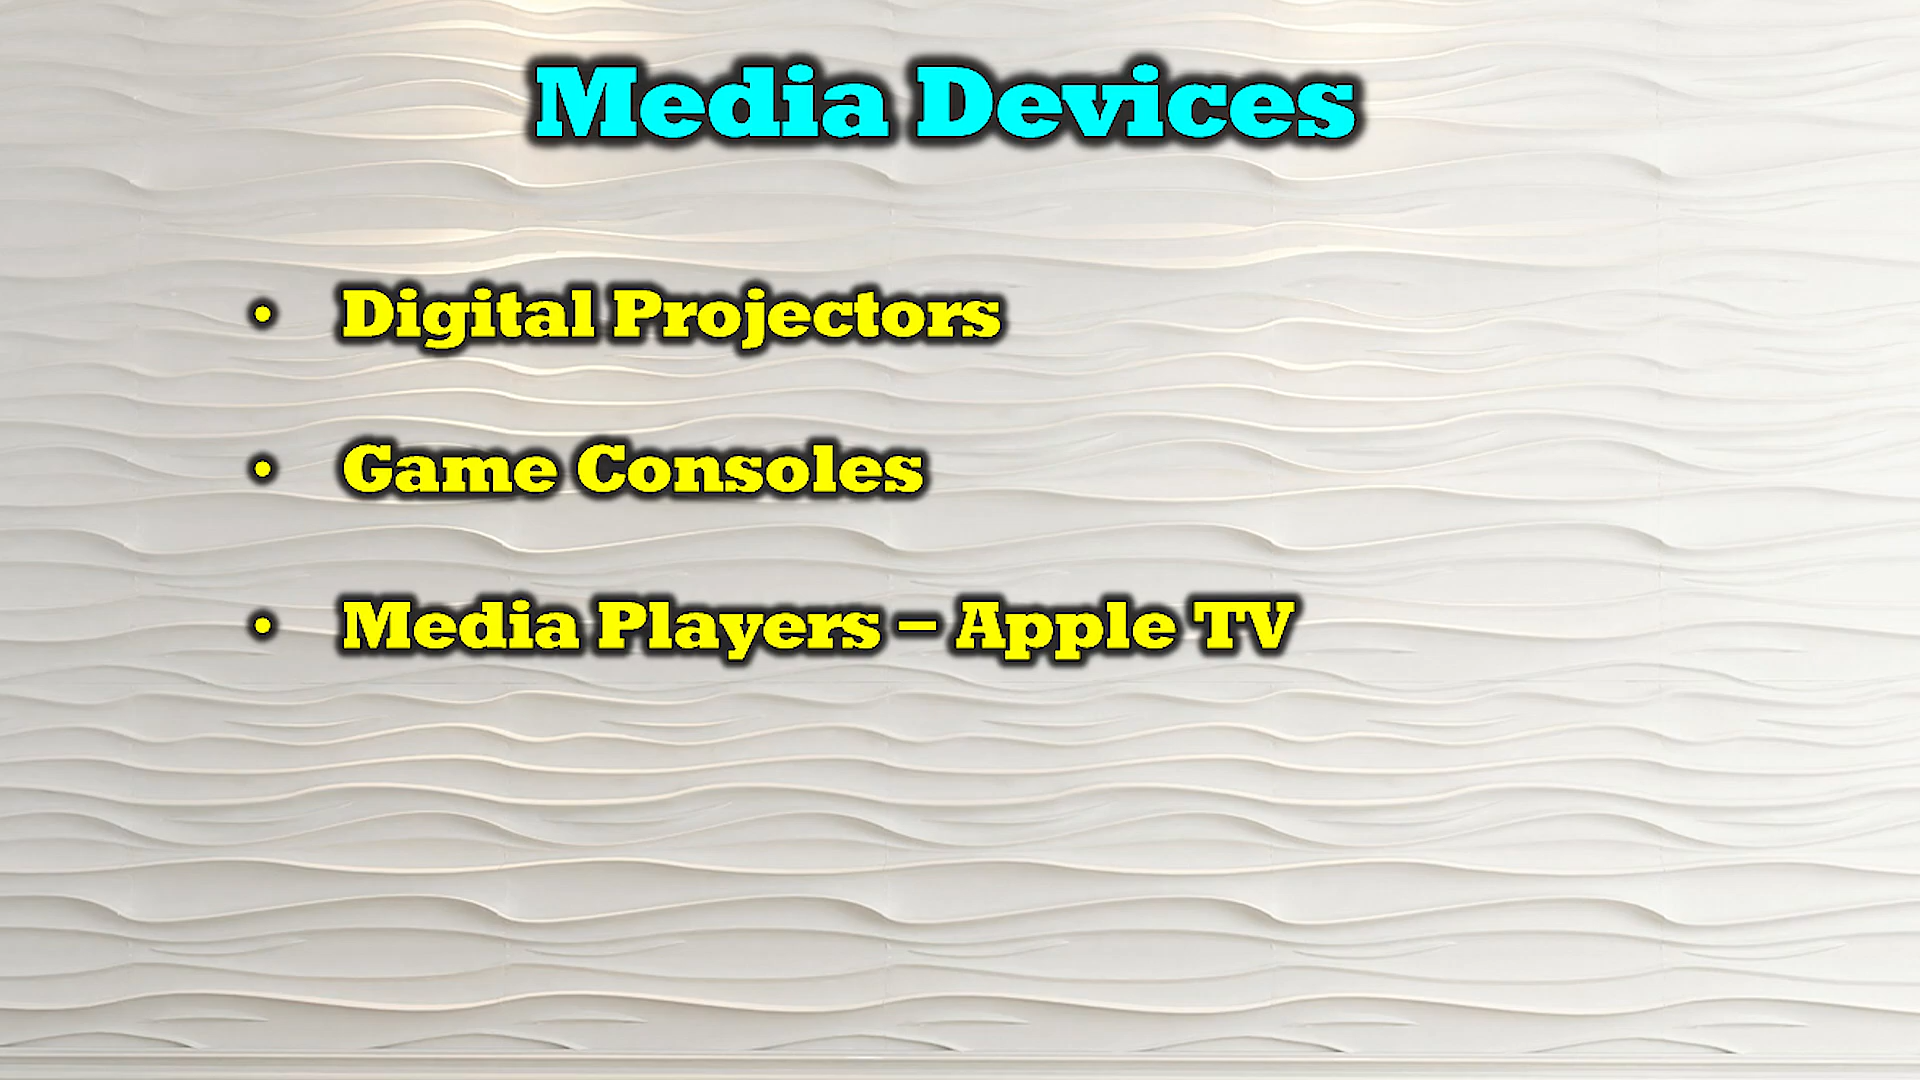 Media Devices
• Digital Projectors
• Game Consoles
• Media Players – Apple TV